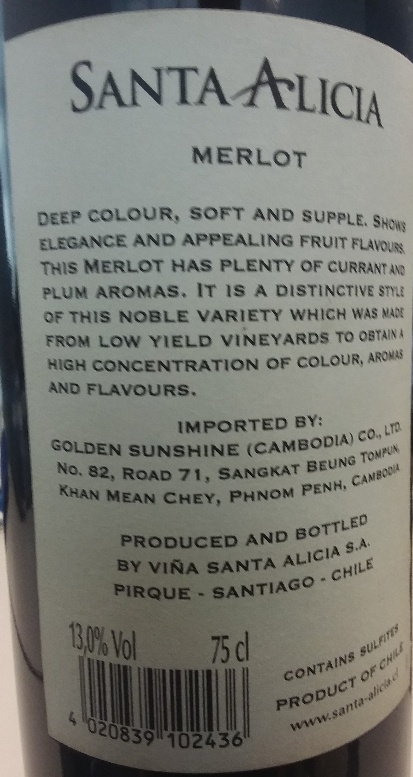 SANTA ALICIA
MERLOT
DEEP COLOUR, SOFT AND SUPPLE. SHOWS
ELEGANCE AND APPEALING FRUIT FLAVOURS.
THIS MERLOT HAS PLENTY OF CURRANT AND
PLUM AROMAS. IT IS A DISTINCTIVE STYLE
OF THIS NOBLE VARIETY WHICH WAS MADE
FROM LOW YIELD VINEYARDS TO OBTAIN A
HIGH CONCENTRATION OF COLOUR, AROMAS
AND FLAVOURS.
IMPORTED BY:
GOLDEN SUNSHINE (CAMBODIA) CO., LTD.
No. 82, ROAD 71, SANGKAT BEUNG TOMPUN,
KHAN MEAN CHEY, PHNOM PENH, CAMBODIA
PRODUCED AND BOTTLED
BY VIÑA SANTA ALICIA S.A.
PIRQUE - SANTIAGO - CHILE
13,0% Vol 75 cl
CONTAINS SULFITES
PRODUCT OF CHILE
www.santa-alicia.cl
4 020839 102436